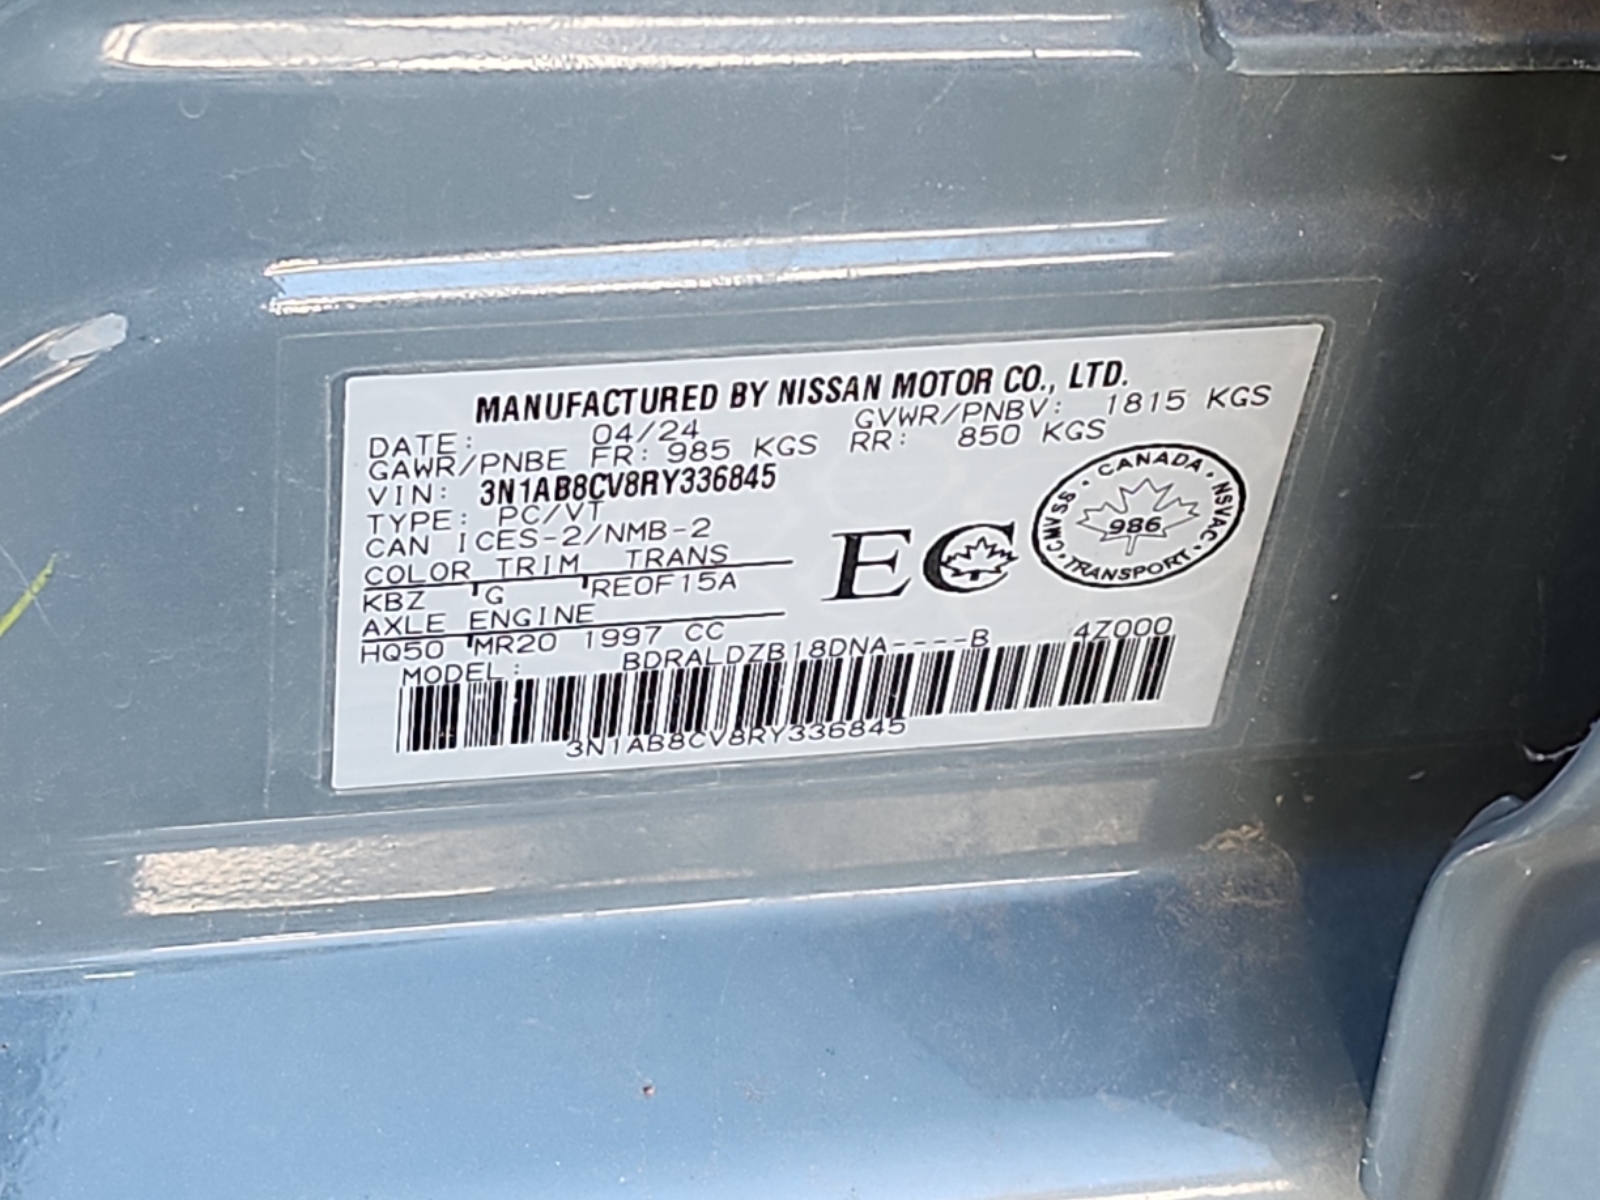 MANUFACTURED BY NISSAN MOTOR CO., LTD.
DATE: 04/24 GVWR/PNBV: 1815 KGS
GAWR/PNBE FR: 985 KGS RR: 850 KGS
VIN: 3N1AB8CV8RY336845
TYPE: PC/VT
CAN ICES-2/NMB-2
COLOR TRIM TRANS
KBZ G RE0F15A
AXLE ENGINE
HQ50 MR20 1997 CC
MODEL: BDRALDZB18DNA----B 4Z000
3N1AB8CV8RY336845
EC
CANADA
NSVAC
TRANSPORT
CMVSS
986